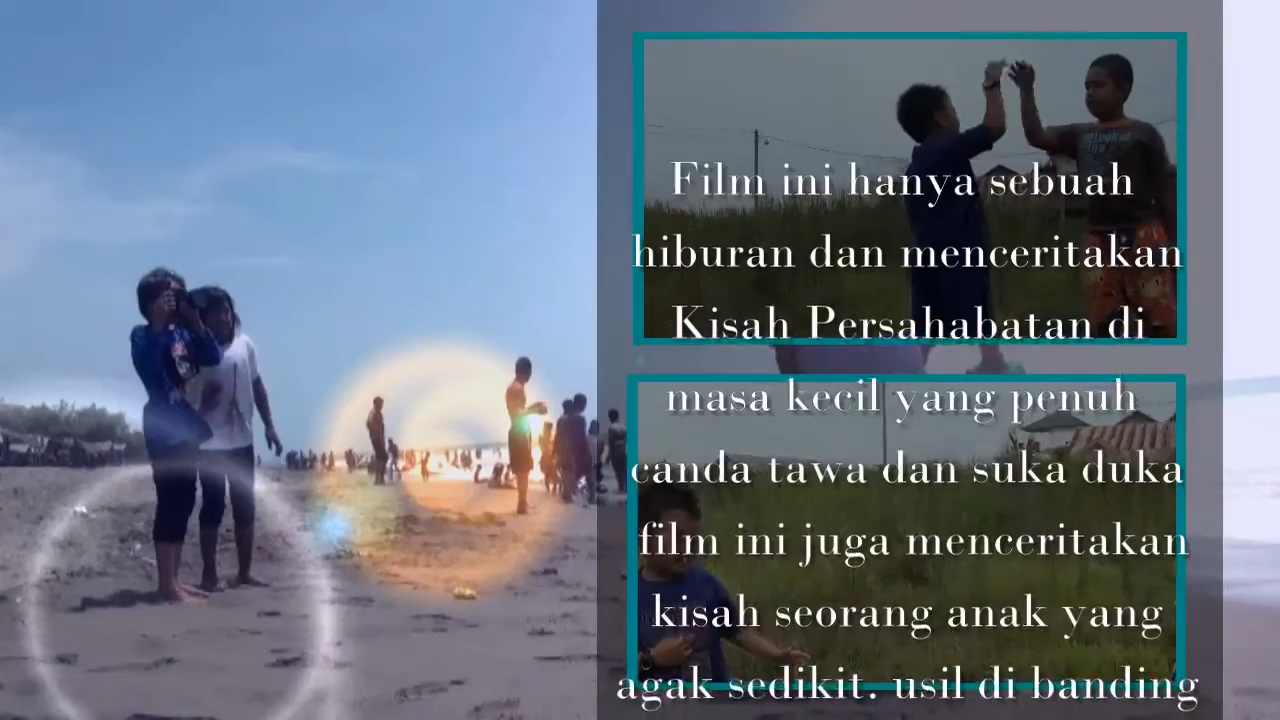 Film ini hanya sebuah
hiburan dan menceritakan
Kisah Persahabatan di
masa kecil yang penuh
canda tawa dan suka duka
film ini juga menceritakan
kisah seorang anak yang
agak sedikit. usil di banding